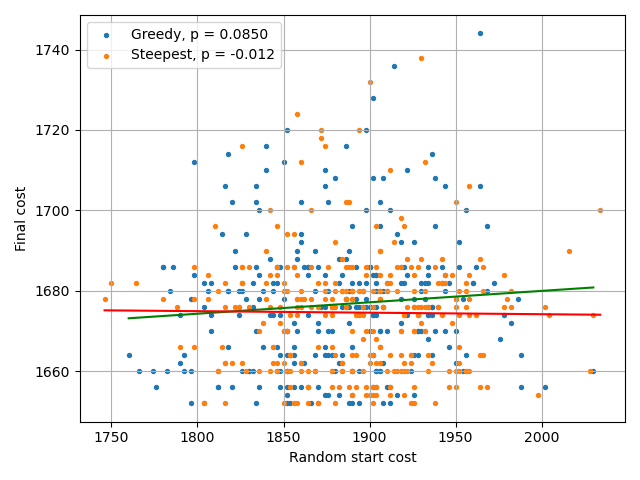 Greedy, p = 0.0850
Steepest, p = -0.012
Final cost
1740
1720
1700
1680
1660
1750
1800
1850
1900
1950
2000
Random start cost